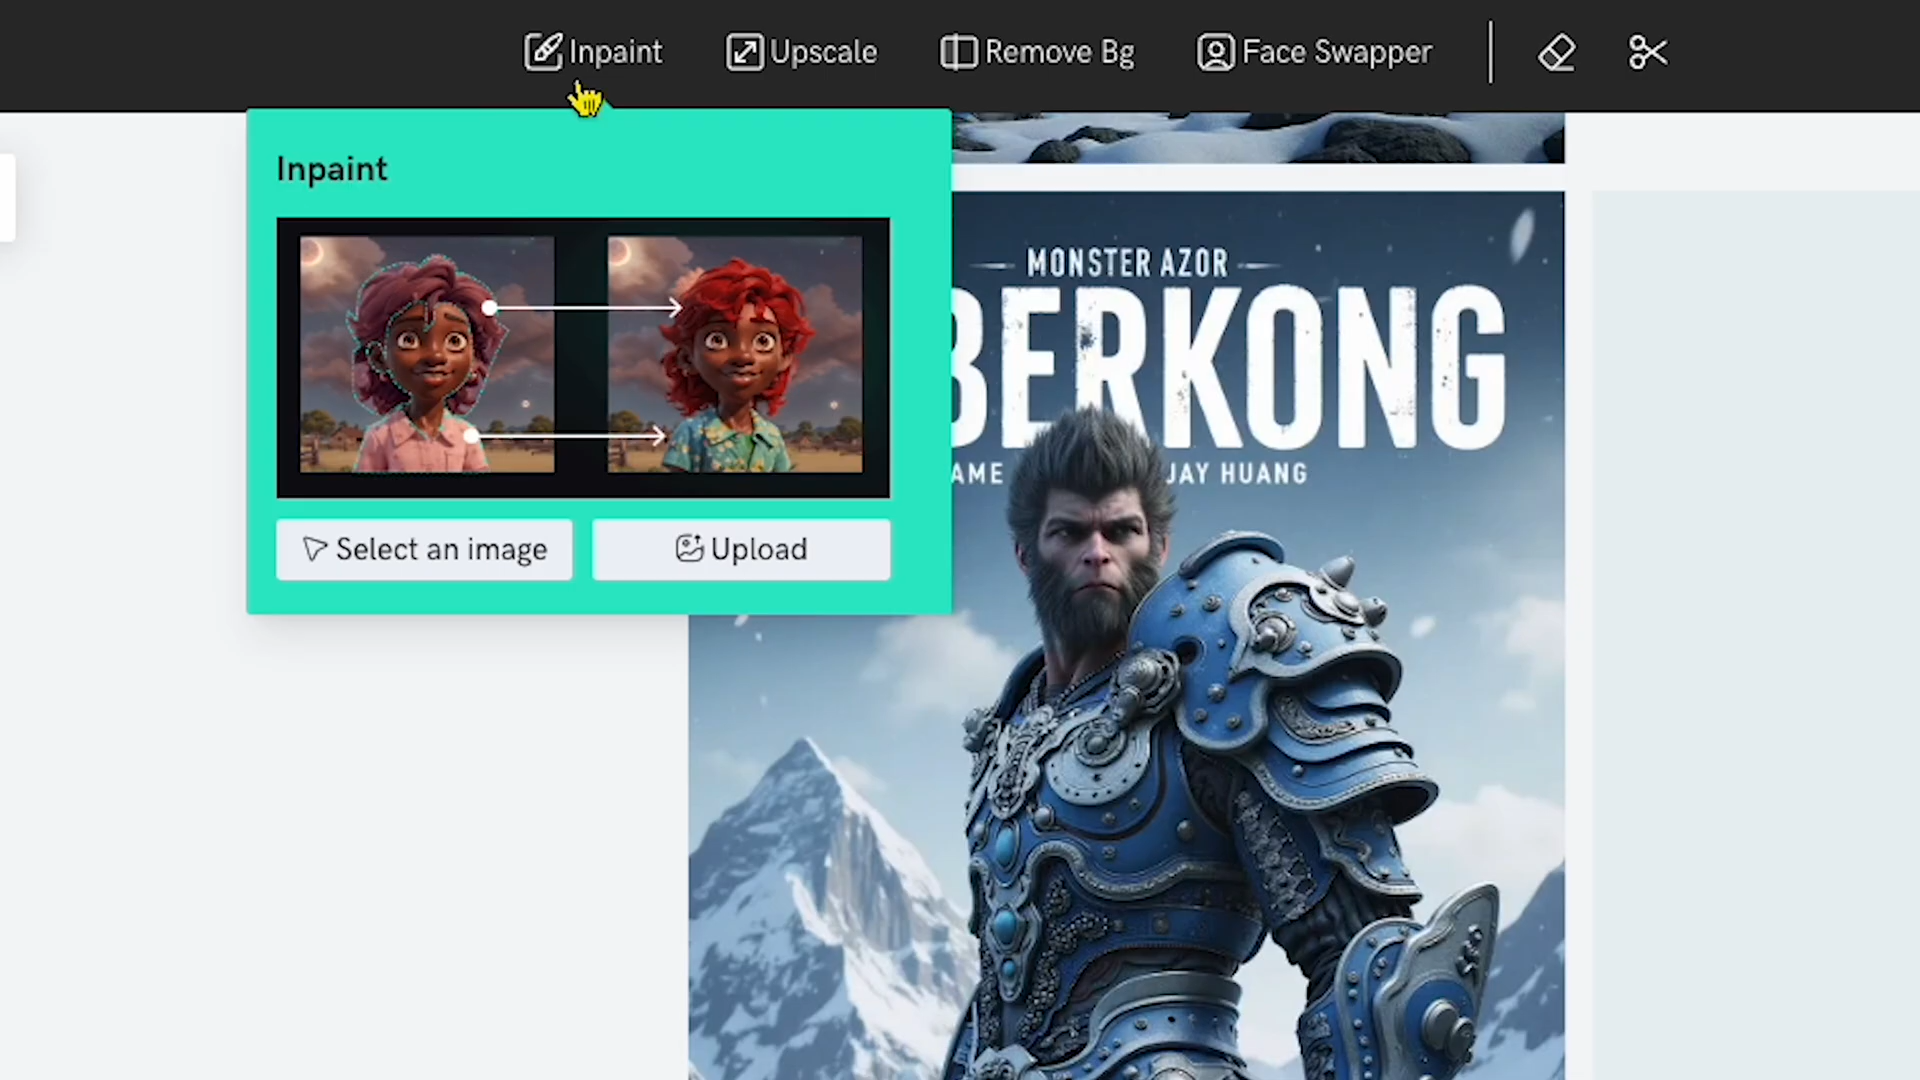 Inpaint Upscale Remove Bg Face Swapper
Inpaint
Select an image Upload
MONSTER AZOR
BERKONG
AME JAY HUANG